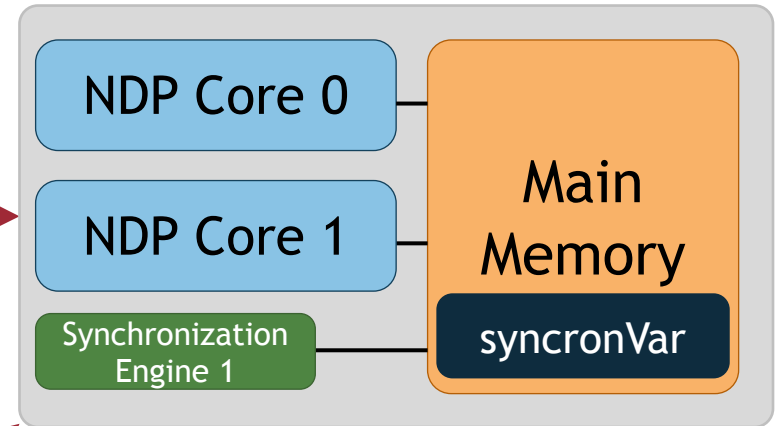 NDP Core 0
NDP Core 1
Main
Memory
Synchronization
Engine 1
syncronVar